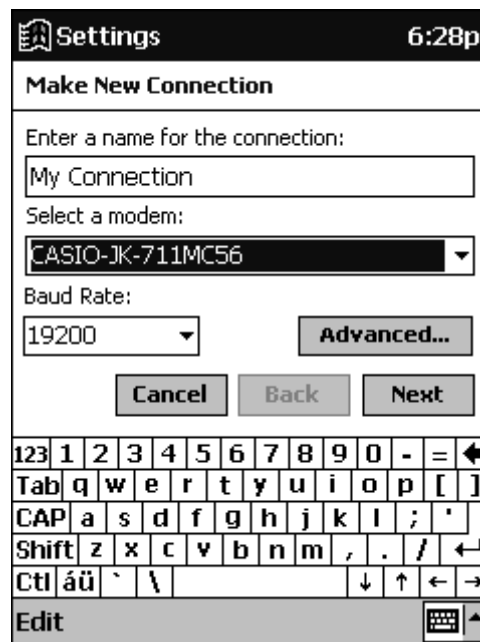 Settings 6:28p
Make New Connection
Enter a name for the connection:
My Connection
Select a modem:
CASIO-JK-711MC56
Baud Rate:
19200 Advanced...
Cancel Back Next
123 1 2 3 4 5 6 7 8 9 0 - =
Tab q w e r t y u i o p [ ]
CAP a s d f g h j k l ; '
Shift z x c v b n m , . /
Ctl áü ` \
Edit